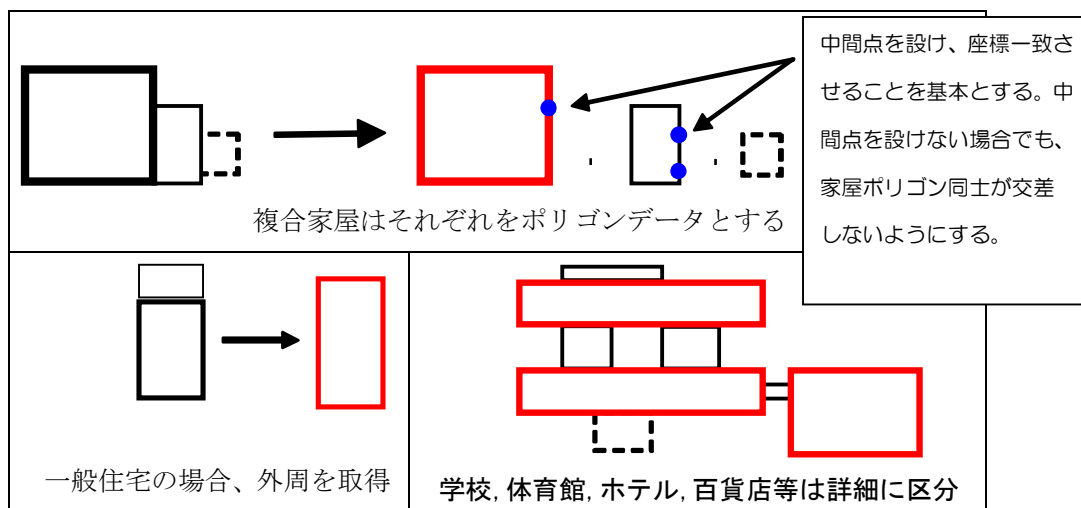 中間点を設け、座標一致さ
せることを基本とする。中
間点を設けない場合でも、
家屋ポリゴン同士が交差
しないようにする。
複合家屋はそれぞれをポリゴンデータとする
一般住宅の場合、外周を取得
学校,体育館,ホテル,百貨店等は詳細に区分